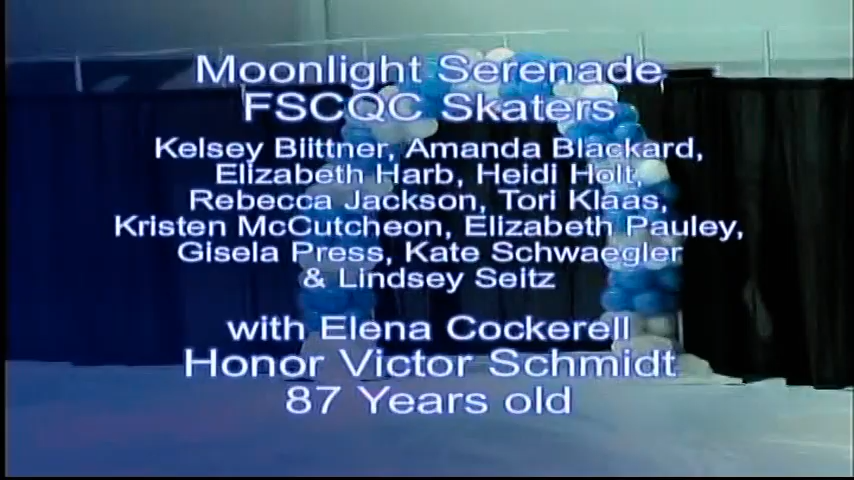 Moonlight Serenade
FSCQC Skaters
Kelsey Biittner, Amanda Blackard,
Elizabeth Harb, Heidi Holt,
Rebecca Jackson, Tori Klaas,
Kristen McCutcheon, Elizabeth Pauley,
Gisela Press, Kate Schwaegler
& Lindsey Seitz
with Elena Cockerell
Honor Victor Schmidt
87 Years old